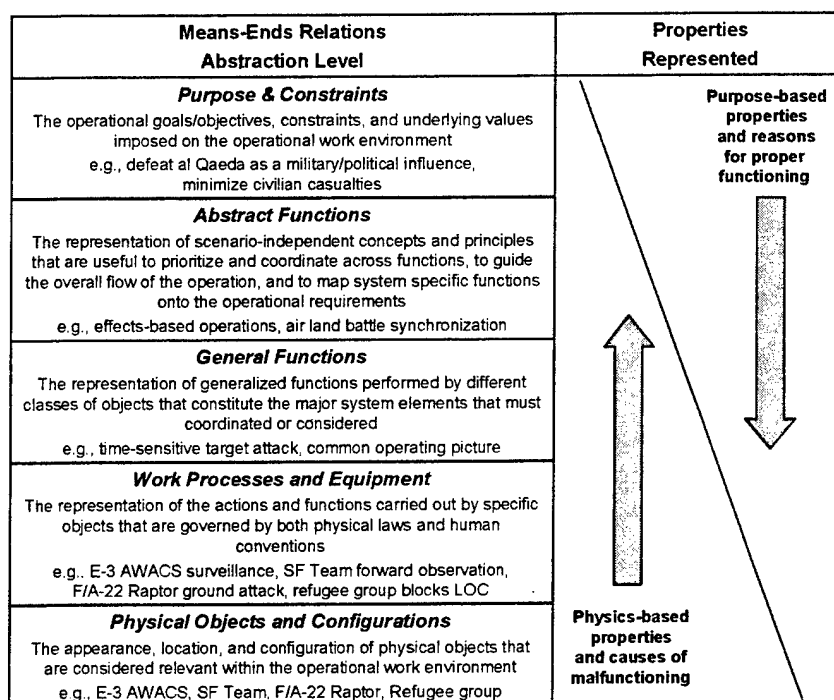 Means-Ends Relations
Abstraction Level
Properties
Represented
Purpose & Constraints
The operational goals/objectives, constraints, and underlying values
imposed on the operational work environment
e.g., defeat al Qaeda as a military/political influence,
minimize civilian casualties
Abstract Functions
The representation of scenario-independent concepts and principles
that are useful to prioritize and coordinate across functions, to guide
the overall flow of the operation, and to map system specific functions
onto the operational requirements
e.g., effects-based operations, air land battle synchronization
General Functions
The representation of generalized functions performed by different
classes of objects that constitute the major system elements that must
coordinated or considered
e.g., time-sensitive target attack, common operating picture
Work Processes and Equipment
The representation of the actions and functions carried out by specific
objects that are governed by both physical laws and human
conventions
e.g.. E-3 AWACS surveillance, SF Team forward observation,
F/A-22 Raptor ground attack, refugee group blocks LOC
Physical Objects and Configurations
The appearance, location, and configuration of physical objects that
are considered relevant within the operational work environment
e.g., E-3 AWACS, SF Team, F/A-22 Raptor, Refugee group
Purpose-based
properties
and reasons
for proper
functioning
Physics-based
properties
and causes of
malfunctioning